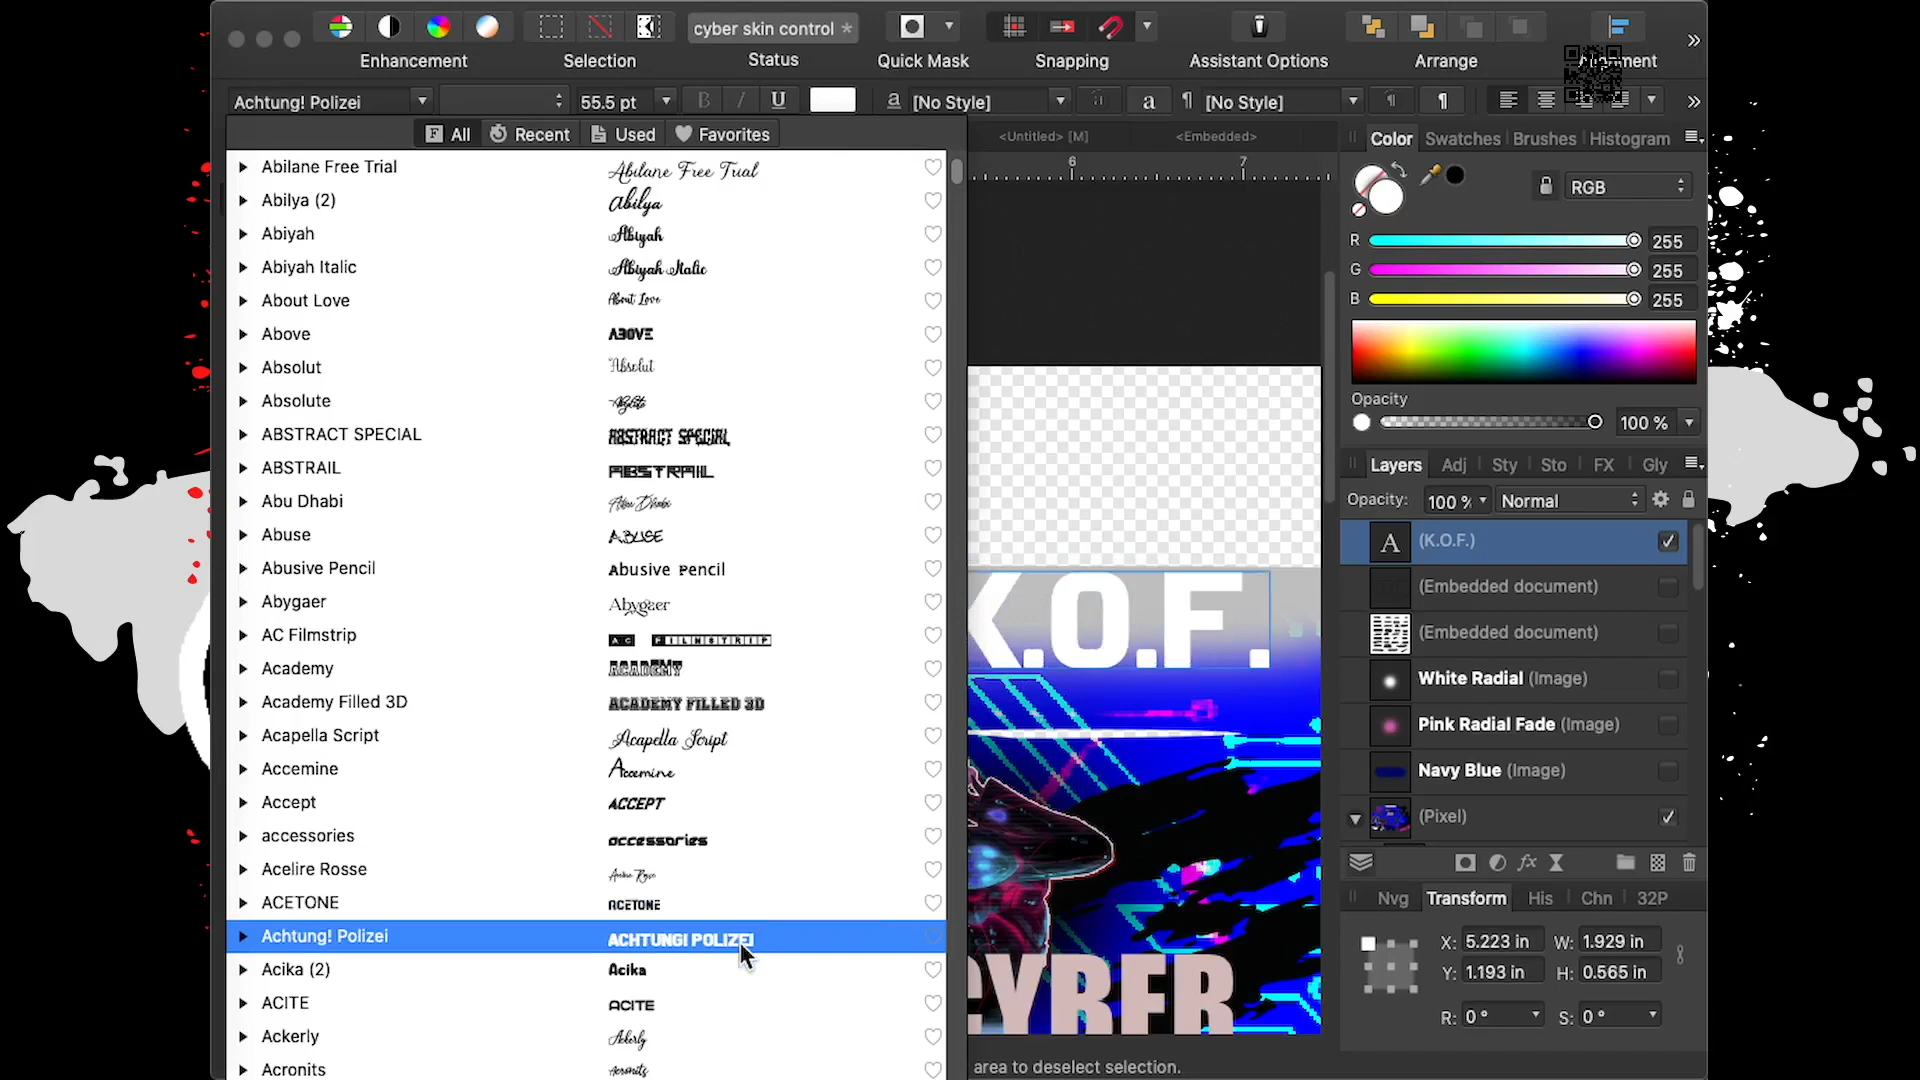 cyber skin control *
Enhancement Selection Status Quick Mask Snapping Assistant Options Arrange
Achtung! Polizei 55.5 pt B I U a [No Style] a ¶ [No Style] ¶ ¶
All Recent Used Favorites
<Untitled> [M] <Embedded>
6 7
Abilane Free Trial Abilane Free Trial
Abilya (2) Abilya
Abiyah Abiyah
Abiyah Italic Abiyah Italic
About Love About Love
Above ABOVE
Absolut Absolut
Absolute
ABSTRACT SPECIAL ABSTRACT SPECIAL
ABSTRAIL ABSTRAIL
Abu Dhabi Abu Dhabi
Abuse ABUSE
Abusive Pencil Abusive Pencil
Abygaer Abygaer
AC Filmstrip AC FILMSTRIP
Academy ACADEMY
Academy Filled 3D ACADEMY FILLED 3D
Acapella Script Acapella Script
Accemine Accemine
Accept ACCEPT
accessories accessories
Acelire Rosse
ACETONE ACETONE
Achtung! Polizei ACHTUNG! POLIZEI
Acika (2) Acika
ACITE ACITE
Ackerly Ackerly
Acronits Acronits
K.O.F.
CYBER
area to deselect selection.
Color Swatches Brushes Histogram
RGB
R 255
G 255
B 255
Opacity
100 %
Layers Adj Sty Sto FX Gly
Opacity: 100 % Normal
A (K.O.F.)
(Embedded document)
(Embedded document)
White Radial (Image)
Pink Radial Fade (Image)
Navy Blue (Image)
(Pixel)
fx
Nvg Transform His Chn 32P
X: 5.223 in W: 1.929 in
Y: 1.193 in H: 0.565 in
R: 0 ° S: 0 °